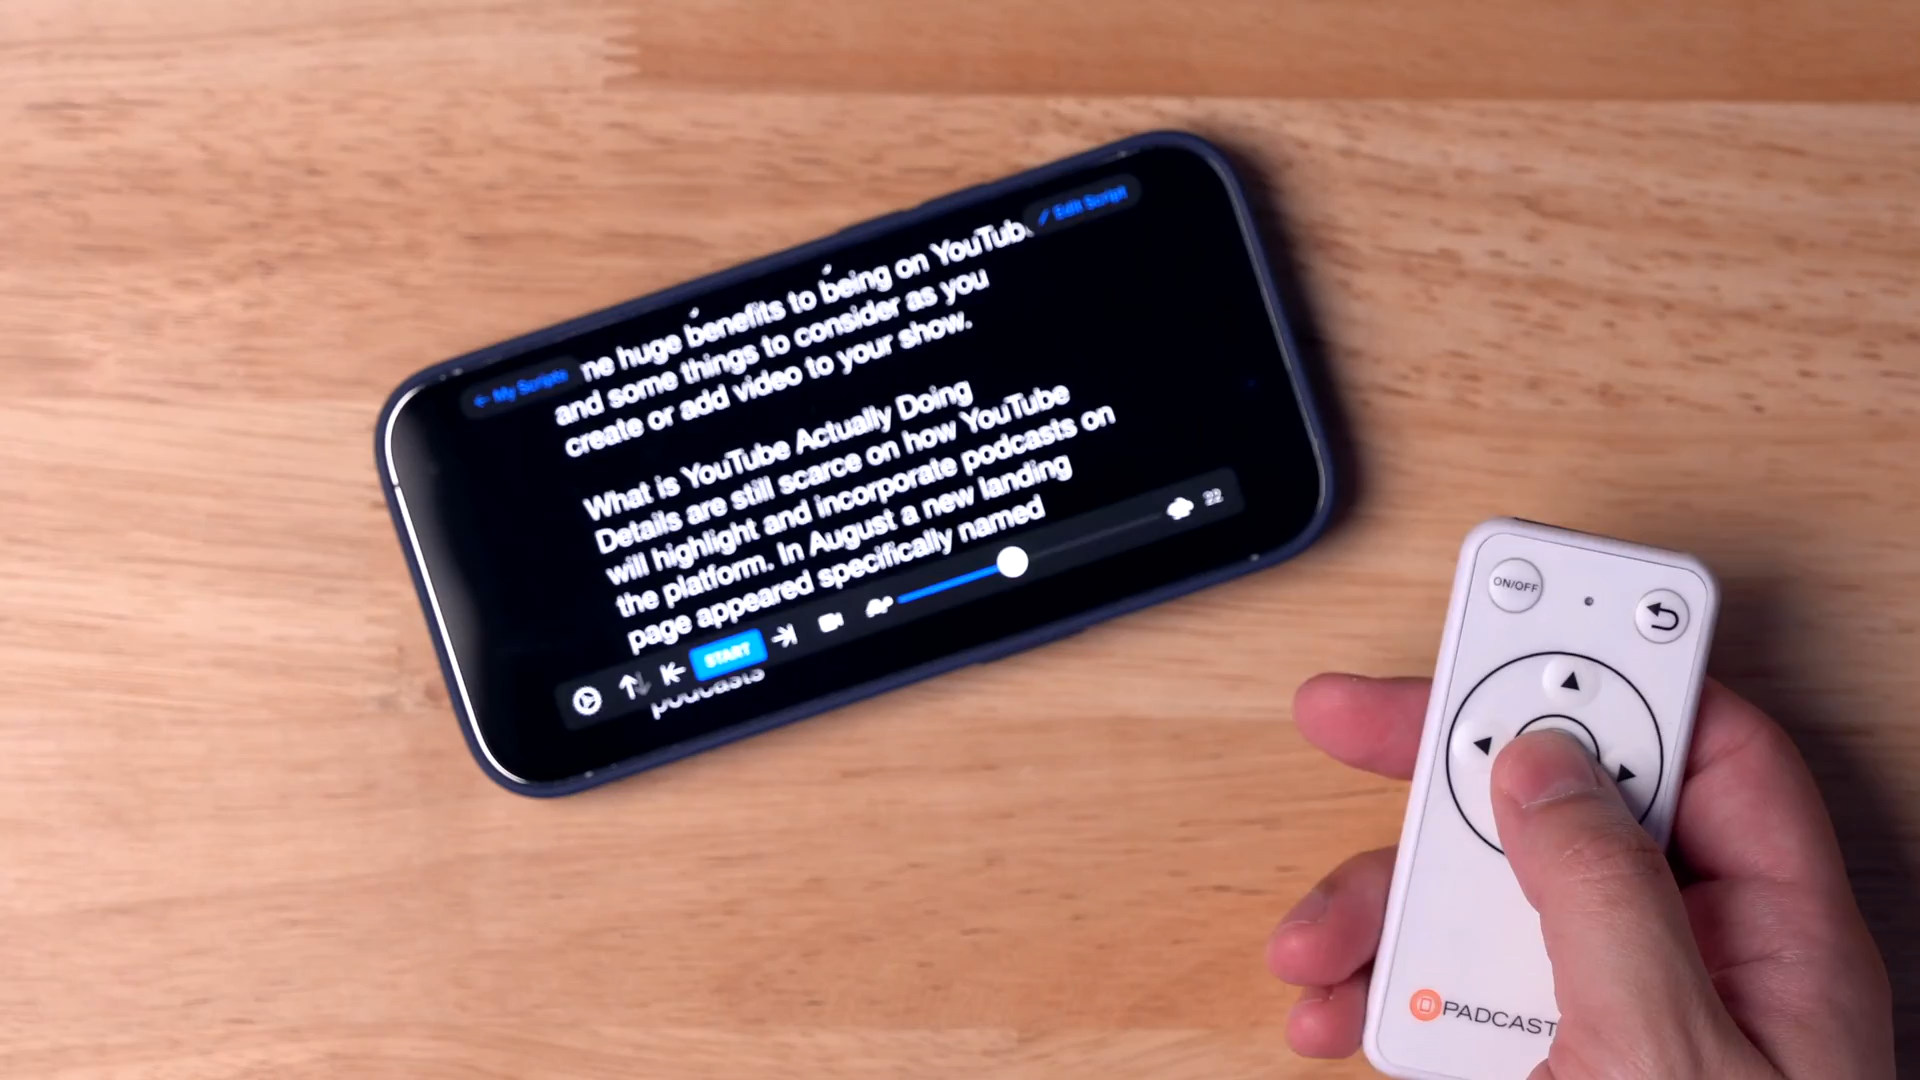 Edit Script
My Scripts
ne huge benefits to being on YouTub
and some things to consider as you
create or add video to your show.
What is YouTube Actually Doing
Details are still scarce on how YouTube
will highlight and incorporate podcasts on
the platform. In August a new landing
page appeared specifically named
podcasts
START
22
ON/OFF
PADCAST